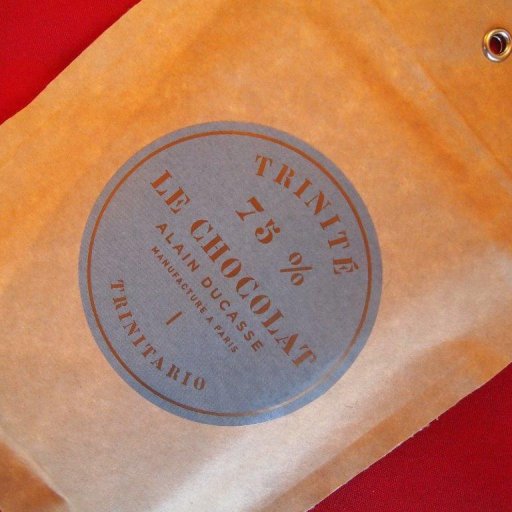 TRINITÉ
75 %
LE CHOCOLAT
ALAIN DUCASSE
MANUFACTURE À PARIS
TRINITARIO